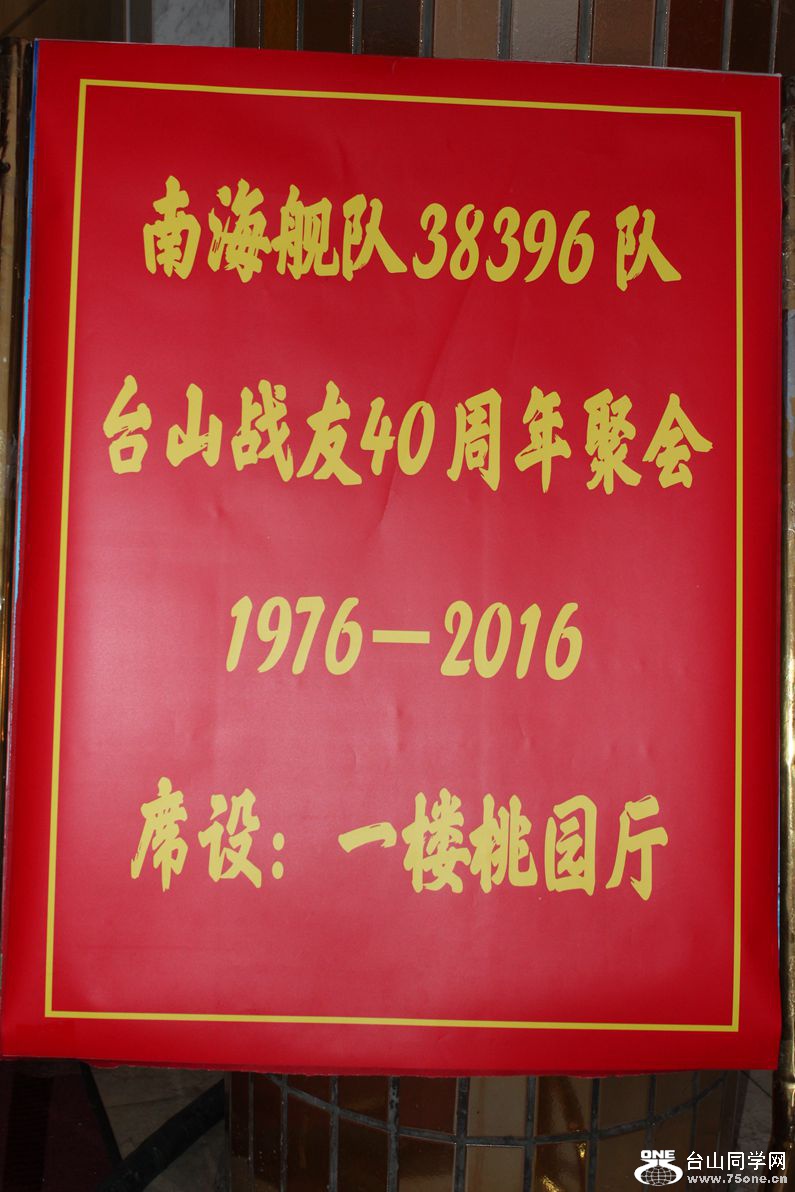 南海舰队38396队
台山战友40周年聚会
1976－2016
席设：一楼桃园厅
ONE 台山同学网
www.75one.cn